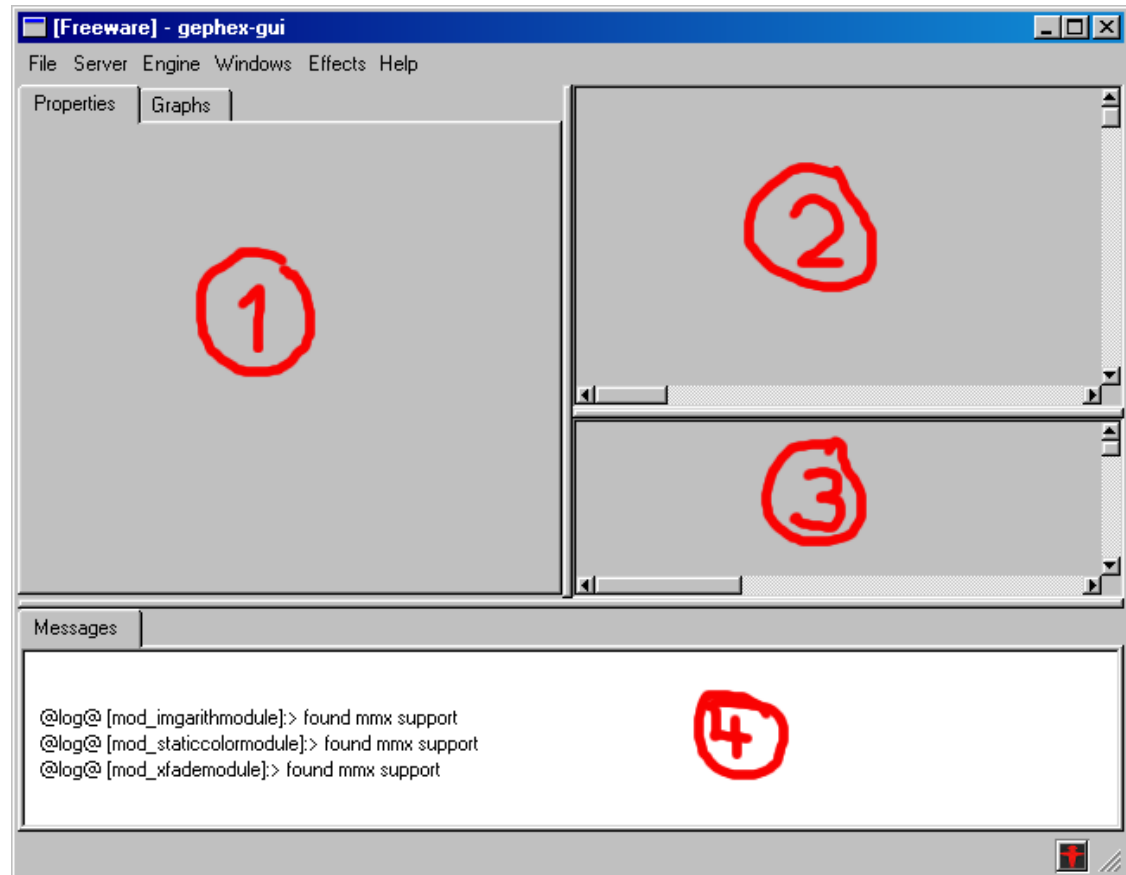 [Freeware] - gephex-gui
File Server Engine Windows Effects Help
Properties Graphs
1
2
3
Messages
@log@ [mod_imgarithmodule]:> found mmx support
@log@ [mod_staticcolormodule]:> found mmx support
@log@ [mod_xfademodule]:> found mmx support
4